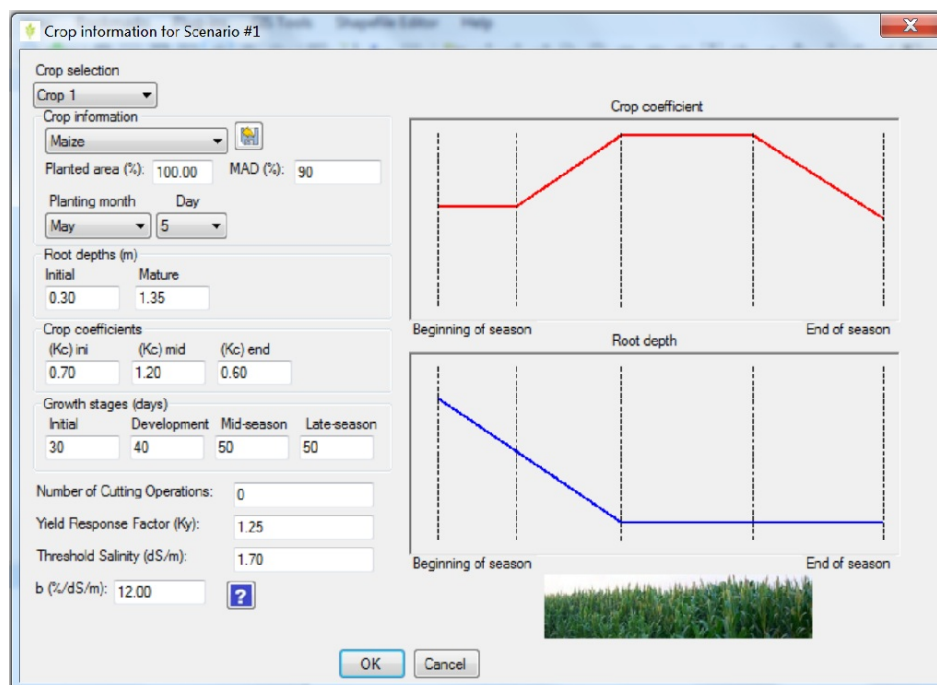 Tools
Shapefile Editor
Help
Crop information for Scenario #1
X
Crop selection
Crop 1
Crop information
Maize
Planted area (%): 100.00 MAD (%): 90
Planting month Day
May 5
Root depths (m)
Initial Mature
0.30 1.35
Crop coefficients
(Kc) ini (Kc) mid (Kc) end
0.70 1.20 0.60
Growth stages (days)
Initial Development Mid-season Late-season
30 40 50 50
Number of Cutting Operations: 0
Yield Response Factor (Ky): 1.25
Threshold Salinity (dS/m): 1.70
b (%/dS/m): 12.00 ?
Crop coefficient
Beginning of season End of season
Root depth
Beginning of season End of season
OK Cancel